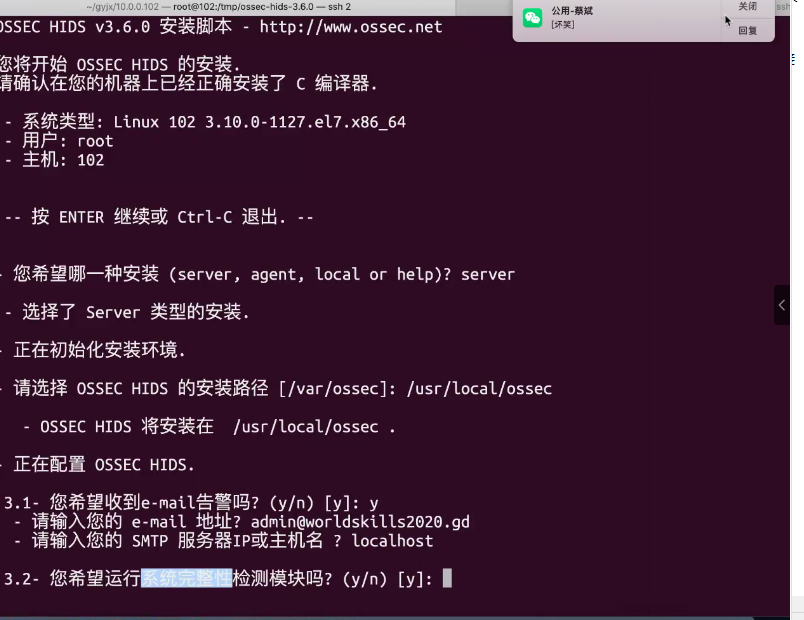 ~/gyjx/10.0.0.102 — root@102:/tmp/ossec-hids-3.6.0 — ssh 2
ssh
公用-蔡斌
[坏笑]
关闭
回复
OSSEC HIDS v3.6.0 安装脚本 - http://www.ossec.net
您将开始 OSSEC HIDS 的安装.
请确认在您的机器上已经正确安装了 C 编译器.
- 系统类型: Linux 102 3.10.0-1127.el7.x86_64
- 用户: root
- 主机: 102
-- 按 ENTER 继续或 Ctrl-C 退出. --
- 您希望哪一种安装 (server, agent, local or help)? server
- 选择了 Server 类型的安装.
- 正在初始化安装环境.
- 请选择 OSSEC HIDS 的安装路径 [/var/ossec]: /usr/local/ossec
- OSSEC HIDS 将安装在 /usr/local/ossec .
- 正在配置 OSSEC HIDS.
3.1- 您希望收到e-mail告警吗? (y/n) [y]: y
- 请输入您的 e-mail 地址? admin@worldskills2020.gd
- 请输入您的 SMTP 服务器IP或主机名 ? localhost
3.2- 您希望运行系统完整性检测模块吗? (y/n) [y]: